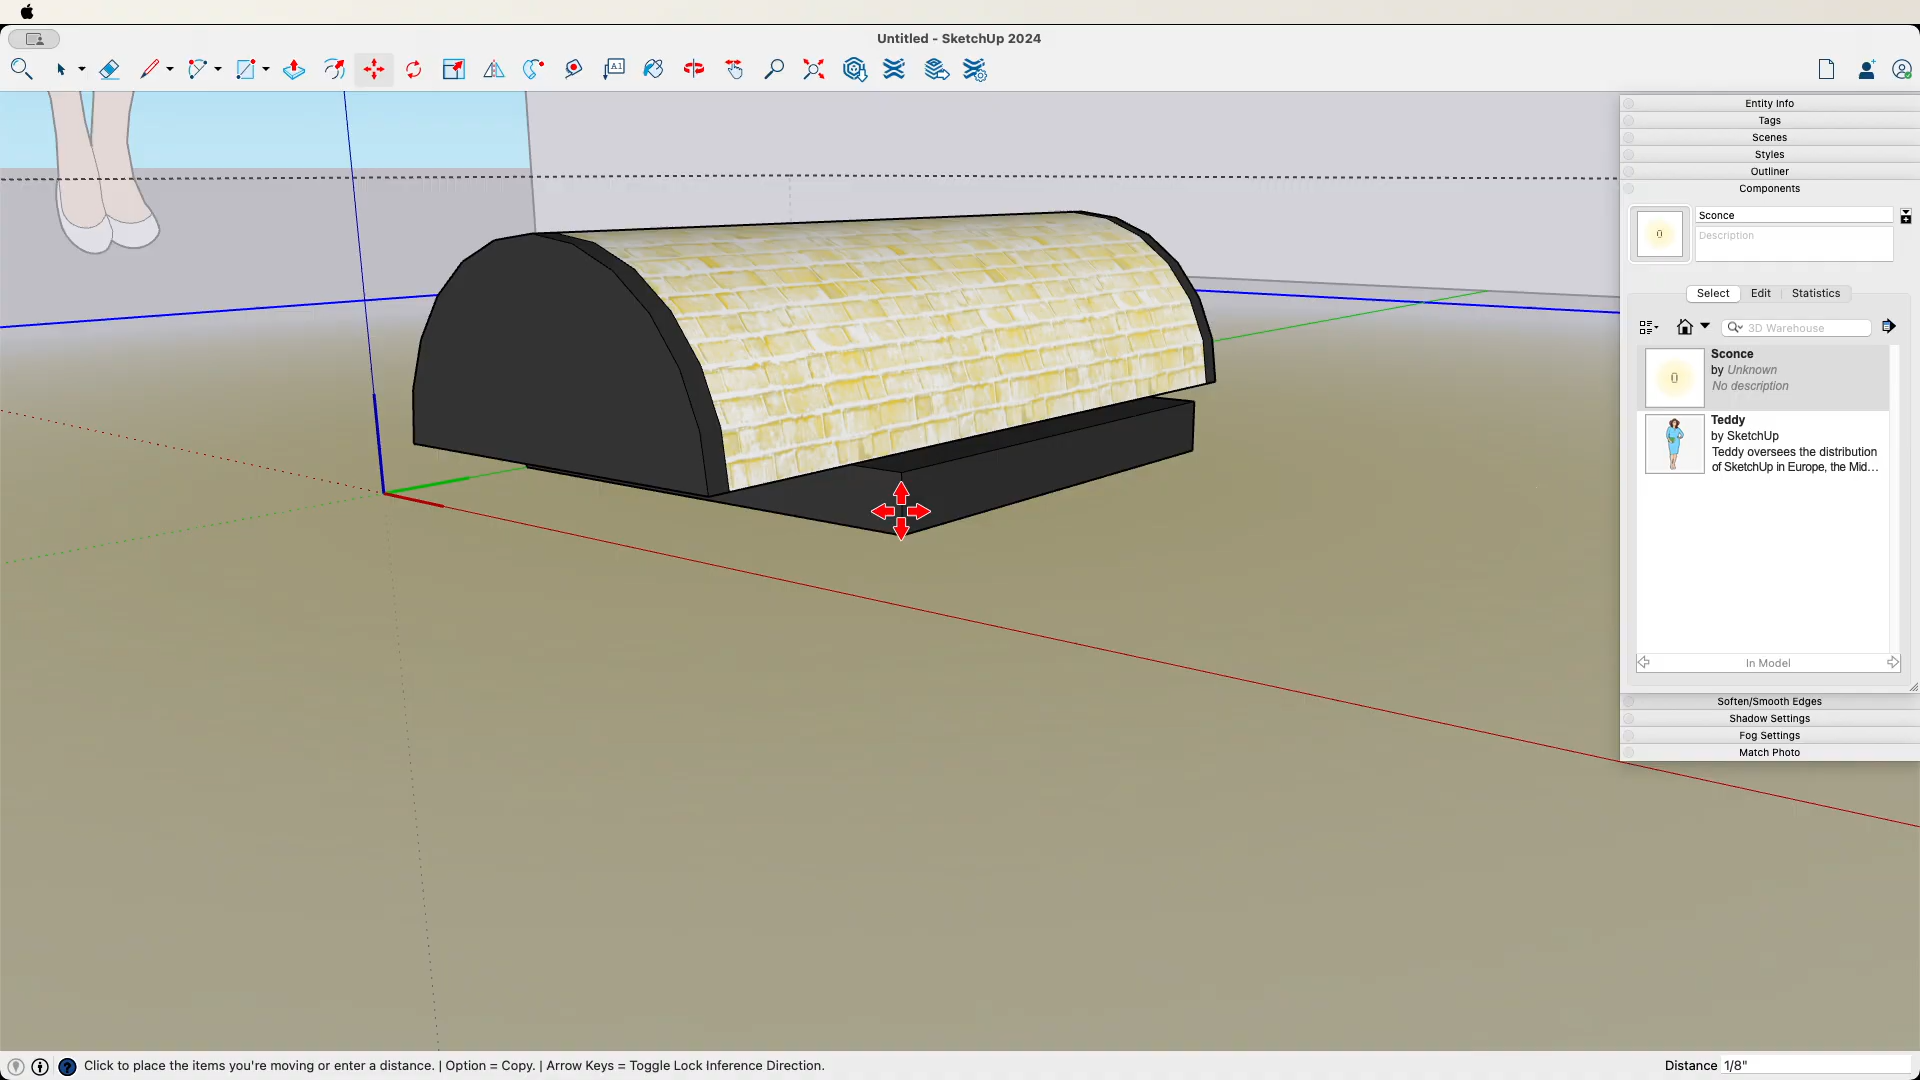 Untitled - SketchUp 2024
A1
Entity Info
Tags
Scenes
Styles
Outliner
Components
Sconce
Description
Select
Edit
Statistics
3D Warehouse
Sconce
by Unknown
No description
Teddy
by SketchUp
Teddy oversees the distribution
of SketchUp in Europe, the Mid...
In Model
Soften/Smooth Edges
Shadow Settings
Fog Settings
Match Photo
Click to place the items you're moving or enter a distance. | Option = Copy. | Arrow Keys = Toggle Lock Inference Direction.
Distance 1/8"